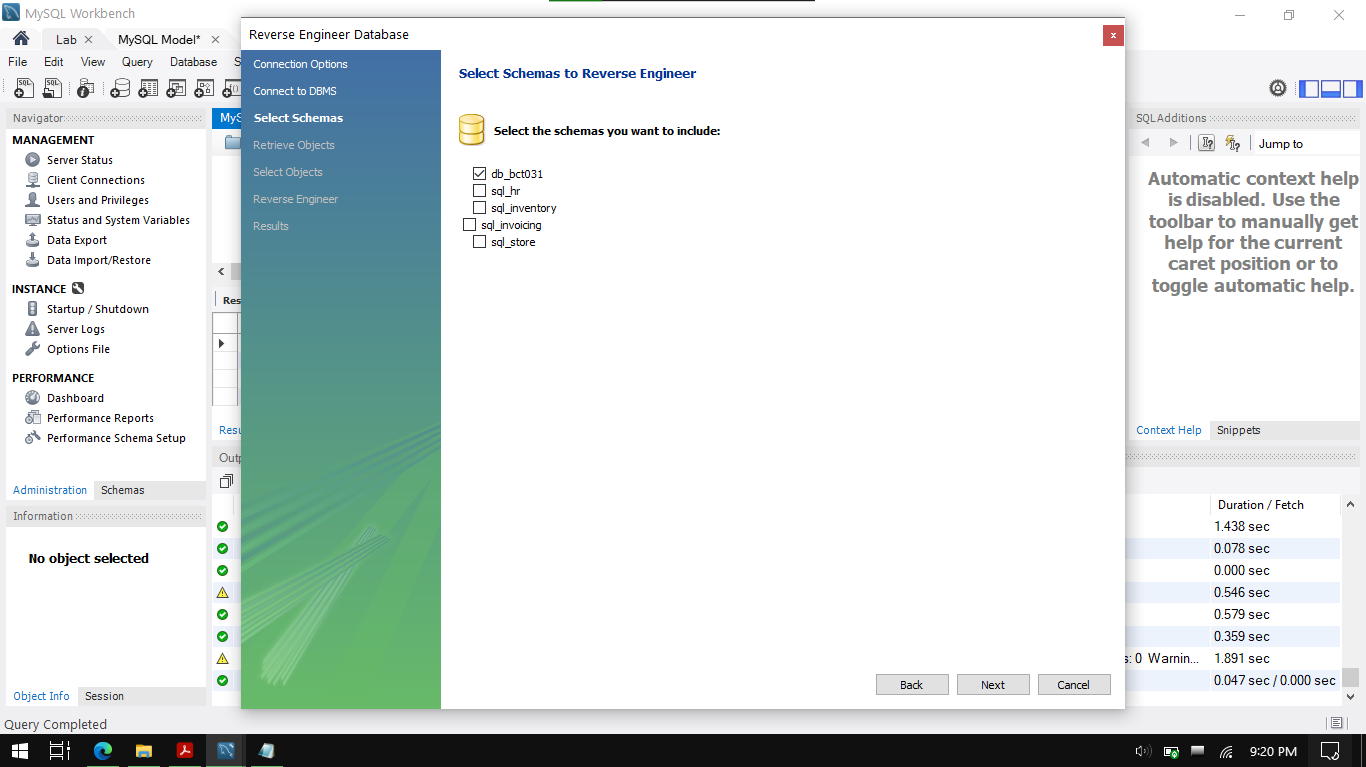 MySQL Workbench
Lab
MySQL Model*
File Edit View Query Database S
Navigator
MANAGEMENT
Server Status
Client Connections
Users and Privileges
Status and System Variables
Data Export
Data Import/Restore
INSTANCE
Startup / Shutdown
Server Logs
Options File
PERFORMANCE
Dashboard
Performance Reports
Performance Schema Setup
Administration Schemas
Information
No object selected
Object Info Session
Query Completed
MyS
Res
Resu
Outp
Reverse Engineer Database
x
Connection Options
Connect to DBMS
Select Schemas
Retrieve Objects
Select Objects
Reverse Engineer
Results
Select Schemas to Reverse Engineer
Select the schemas you want to include:
db_bct031
sql_hr
sql_inventory
sql_invoicing
sql_store
Back Next Cancel
SQLAdditions
Jump to
Automatic context help
is disabled. Use the
toolbar to manually get
help for the current
caret position or to
toggle automatic help.
Context Help Snippets
Duration / Fetch
1.438 sec
0.078 sec
0.000 sec
0.546 sec
0.579 sec
0.359 sec
s: 0 Warnin... 1.891 sec
0.047 sec / 0.000 sec
9:20 PM